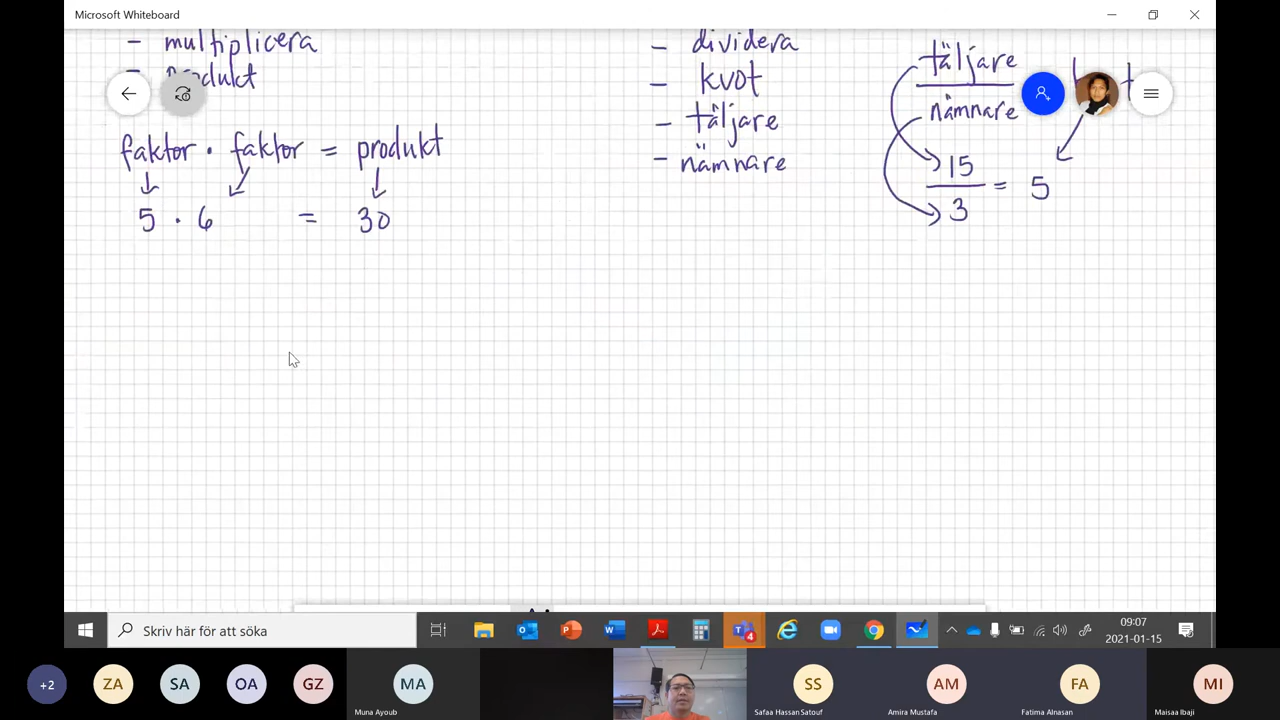 Microsoft Whiteboard
- multiplicera
- produkt
faktor · faktor = produkt
5 · 6 = 30
- dividera
- kvot
- täljare
- nämnare
täljare
nämnare
15
3
= 5
Skriv här för att söka
4
09:07
2021-01-15
+2
ZA
SA
OA
GZ
MA
Muna Ayoub
SS
Safaa Hassan Satouf
AM
Amira Mustafa
FA
Fatima Alnasan
MI
Maisaa Ibaji